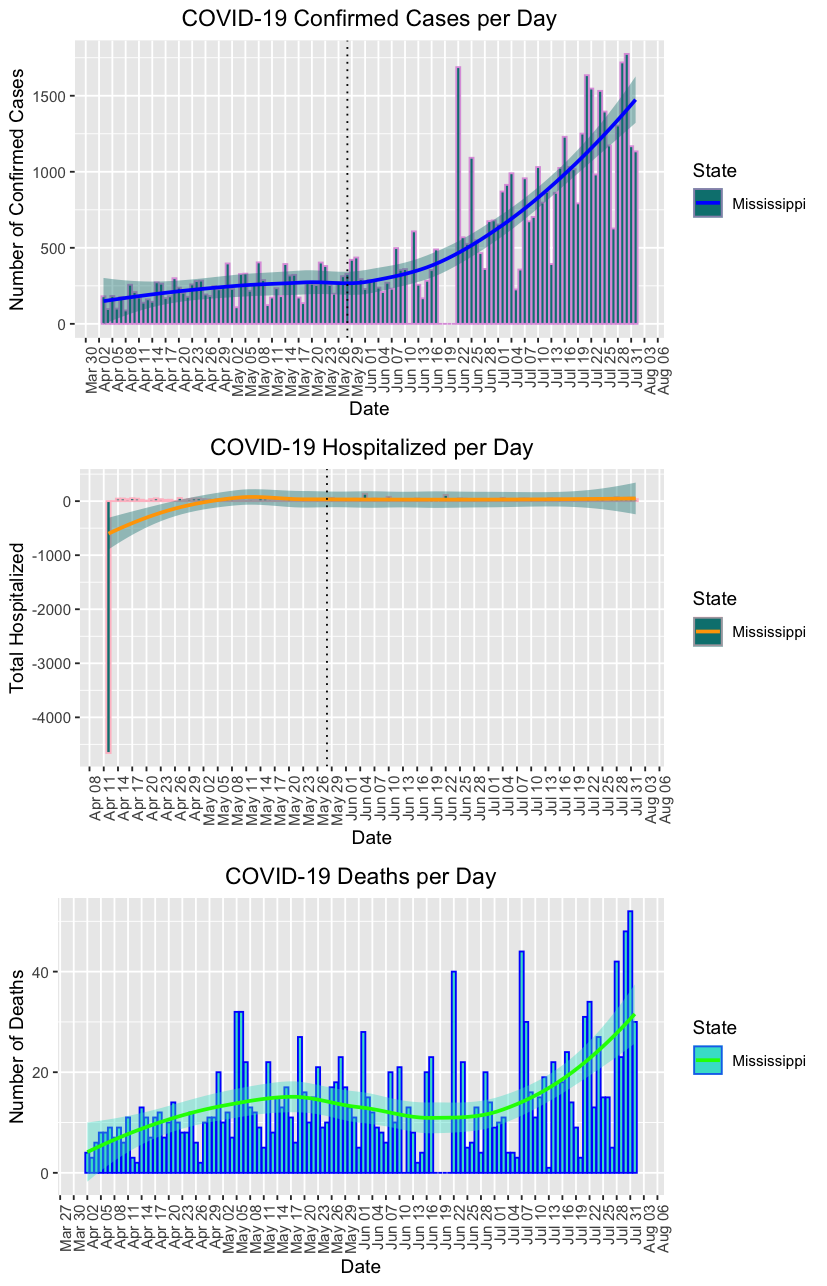 COVID-19 Confirmed Cases per Day
Number of Confirmed Cases
1500
1000
500
0
Mar 30
Apr 02
Apr 05
Apr 08
Apr 11
Apr 14
Apr 17
Apr 20
Apr 23
Apr 26
Apr 29
May 02
May 05
May 08
May 11
May 14
May 17
May 20
May 23
May 26
May 29
Jun 01
Jun 04
Jun 07
Jun 10
Jun 13
Jun 16
Jun 19
Jun 22
Jun 25
Jun 28
Jul 01
Jul 04
Jul 07
Jul 10
Jul 13
Jul 16
Jul 19
Jul 22
Jul 25
Jul 28
Jul 31
Aug 03
Aug 06
Date
State
Mississippi
COVID-19 Hospitalized per Day
Total Hospitalized
0
-1000
-2000
-3000
-4000
Apr 08
Apr 11
Apr 14
Apr 17
Apr 20
Apr 23
Apr 26
Apr 29
May 02
May 05
May 08
May 11
May 14
May 17
May 20
May 23
May 26
May 29
Jun 01
Jun 04
Jun 07
Jun 10
Jun 13
Jun 16
Jun 19
Jun 22
Jun 25
Jun 28
Jul 01
Jul 04
Jul 07
Jul 10
Jul 13
Jul 16
Jul 19
Jul 22
Jul 25
Jul 28
Jul 31
Aug 03
Aug 06
Date
State
Mississippi
COVID-19 Deaths per Day
Number of Deaths
40
20
0
Mar 27
Mar 30
Apr 02
Apr 05
Apr 08
Apr 11
Apr 14
Apr 17
Apr 20
Apr 23
Apr 26
Apr 29
May 02
May 05
May 08
May 11
May 14
May 17
May 20
May 23
May 26
May 29
Jun 01
Jun 04
Jun 07
Jun 10
Jun 13
Jun 16
Jun 19
Jun 22
Jun 25
Jun 28
Jul 01
Jul 04
Jul 07
Jul 10
Jul 13
Jul 16
Jul 19
Jul 22
Jul 25
Jul 28
Jul 31
Aug 03
Aug 06
Date
State
Mississippi